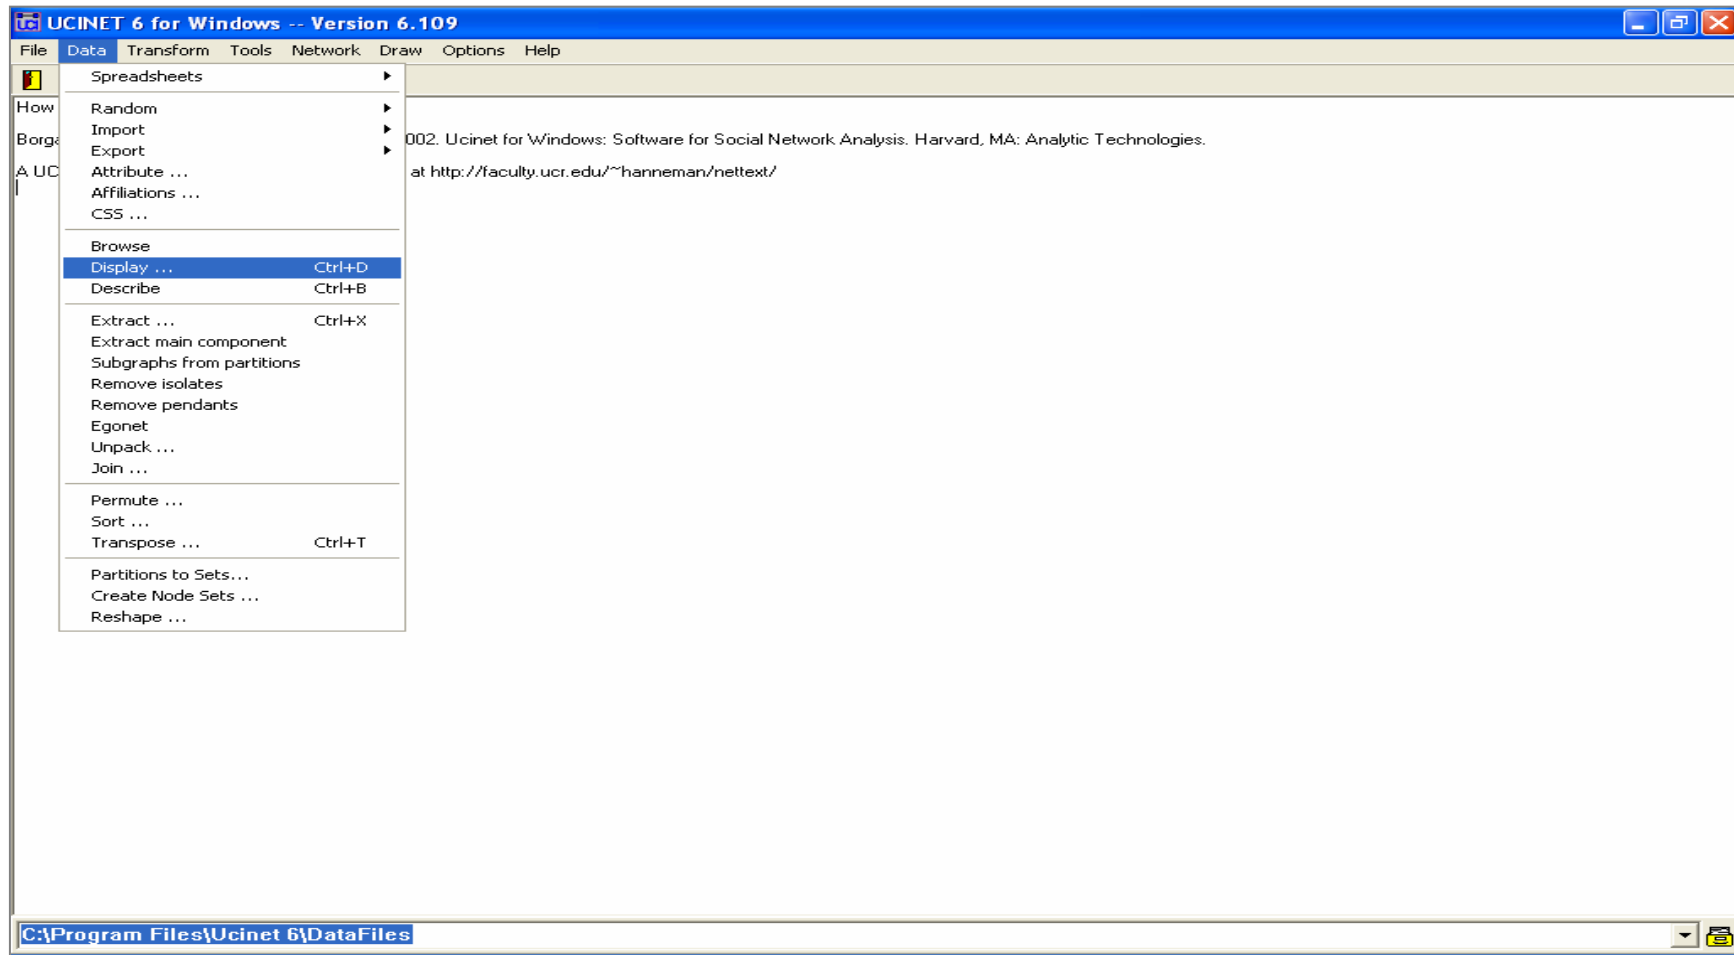 UCINET 6 for Windows -- Version 6.109
File Data Transform Tools Network Draw Options Help
Spreadsheets
How
Random
Import
Borga 002. Ucinet for Windows: Software for Social Network Analysis. Harvard, MA: Analytic Technologies.
Export
A UC at http://faculty.ucr.edu/~hanneman/nettext/
Attribute ...
Affiliations ...
CSS ...
Browse
Display ... Ctrl+D
Describe Ctrl+B
Extract ... Ctrl+X
Extract main component
Subgraphs from partitions
Remove isolates
Remove pendants
Egonet
Unpack ...
Join ...
Permute ...
Sort ...
Transpose ... Ctrl+T
Partitions to Sets...
Create Node Sets ...
Reshape ...
C:\Program Files\Ucinet 6\DataFiles